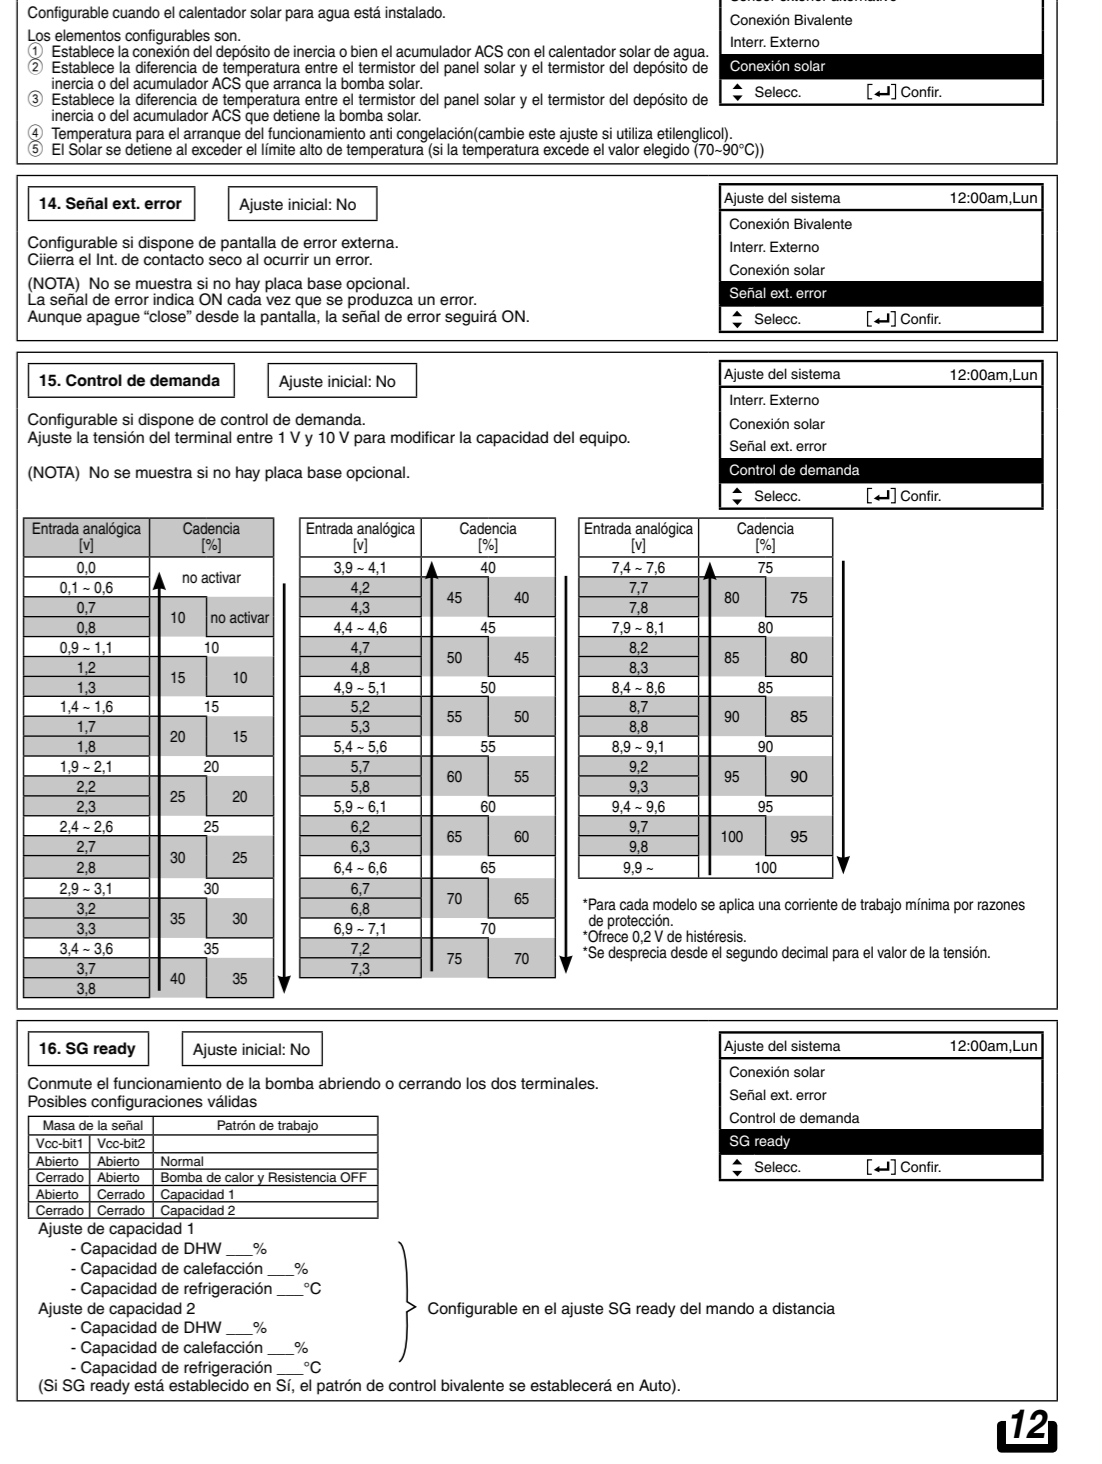 Configurable cuando el calentador solar para agua está instalado.
Los elementos configurables son.
① Establece la conexión del depósito de inercia o bien el acumulador ACS con el calentador solar de agua.
② Establece la diferencia de temperatura entre el termistor del panel solar y el termistor del depósito de
inercia o del acumulador ACS que arranca la bomba solar.
③ Establece la diferencia de temperatura entre el termistor del panel solar y el termistor del depósito de
inercia o del acumulador ACS que detiene la bomba solar.
④ Temperatura para el arranque del funcionamiento anti congelación(cambie este ajuste si utiliza etilenglicol).
⑤ El Solar se detiene al exceder el límite alto de temperatura (si la temperatura excede el valor elegido (70~90°C))
Conexión Bivalente
Interr. Externo
Conexión solar
Selecc. [↵] Confir.
14. Señal ext. error Ajuste inicial: No
Configurable si dispone de pantalla de error externa.
Ciierra el Int. de contacto seco al ocurrir un error.
(NOTA) No se muestra si no hay placa base opcional.
La señal de error indica ON cada vez que se produzca un error.
Aunque apague “close” desde la pantalla, la señal de error seguirá ON.
Ajuste del sistema 12:00am,Lun
Conexión Bivalente
Interr. Externo
Conexión solar
Señal ext. error
Selecc. [↵] Confir.
15. Control de demanda Ajuste inicial: No
Configurable si dispone de control de demanda.
Ajuste la tensión del terminal entre 1 V y 10 V para modificar la capacidad del equipo.
(NOTA) No se muestra si no hay placa base opcional.
Ajuste del sistema 12:00am,Lun
Interr. Externo
Conexión solar
Señal ext. error
Control de demanda
Selecc. [↵] Confir.
Entrada analógica Cadencia
[v] [%]
0,0
no activar
0,1 ~ 0,6
0,7
10 no activar
0,8
0,9 ~ 1,1 10
1,2
15 10
1,3
1,4 ~ 1,6 15
1,7
20 15
1,8
1,9 ~ 2,1 20
2,2
25 20
2,3
2,4 ~ 2,6 25
2,7
30 25
2,8
2,9 ~ 3,1 30
3,2
35 30
3,3
3,4 ~ 3,6 35
3,7
40 35
3,8
Entrada analógica Cadencia
[v] [%]
3,9 ~ 4,1 40
4,2
45 40
4,3
4,4 ~ 4,6 45
4,7
50 45
4,8
4,9 ~ 5,1 50
5,2
55 50
5,3
5,4 ~ 5,6 55
5,7
60 55
5,8
5,9 ~ 6,1 60
6,2
65 60
6,3
6,4 ~ 6,6 65
6,7
70 65
6,8
6,9 ~ 7,1 70
7,2
75 70
7,3
Entrada analógica Cadencia
[v] [%]
7,4 ~ 7,6 75
7,7
80 75
7,8
7,9 ~ 8,1 80
8,2
85 80
8,3
8,4 ~ 8,6 85
8,7
90 85
8,8
8,9 ~ 9,1 90
9,2
95 90
9,3
9,4 ~ 9,6 95
9,7
100 95
9,8
9,9 ~ 100
*Para cada modelo se aplica una corriente de trabajo mínima por razones
de protección.
*Ofrece 0,2 V de histéresis.
*Se desprecia desde el segundo decimal para el valor de la tensión.
16. SG ready Ajuste inicial: No
Conmute el funcionamiento de la bomba abriendo o cerrando los dos terminales.
Posibles configuraciones válidas
Masa de la señal Patrón de trabajo
Vcc-bit1 Vcc-bit2
Abierto Abierto Normal
Cerrado Abierto Bomba de calor y Resistencia OFF
Abierto Cerrado Capacidad 1
Cerrado Cerrado Capacidad 2
Ajuste del sistema 12:00am,Lun
Conexión solar
Señal ext. error
Control de demanda
SG ready
Selecc. [↵] Confir.
Ajuste de capacidad 1
- Capacidad de DHW ___%
- Capacidad de calefacción ___%
- Capacidad de refrigeración ___°C
Ajuste de capacidad 2
- Capacidad de DHW ___%
- Capacidad de calefacción ___%
- Capacidad de refrigeración ___°C
Configurable en el ajuste SG ready del mando a distancia
(Si SG ready está establecido en Sí, el patrón de control bivalente se establecerá en Auto).
12